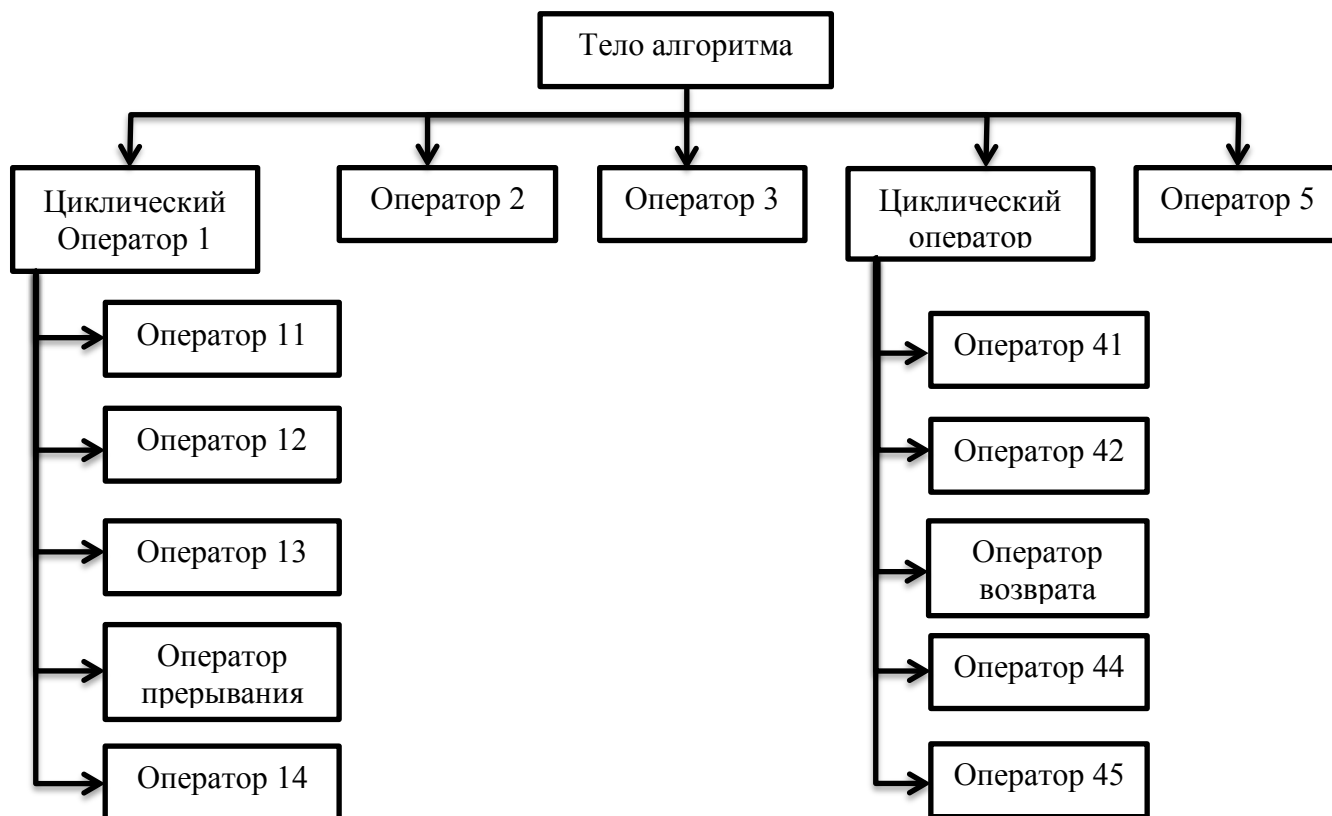 Тело алгоритма
Циклический
Оператор 1
Оператор 2
Оператор 3
Циклический
оператор
Оператор 5
Оператор 11
Оператор 12
Оператор 13
Оператор
прерывания
Оператор 14
Оператор 41
Оператор 42
Оператор
возврата
Оператор 44
Оператор 45